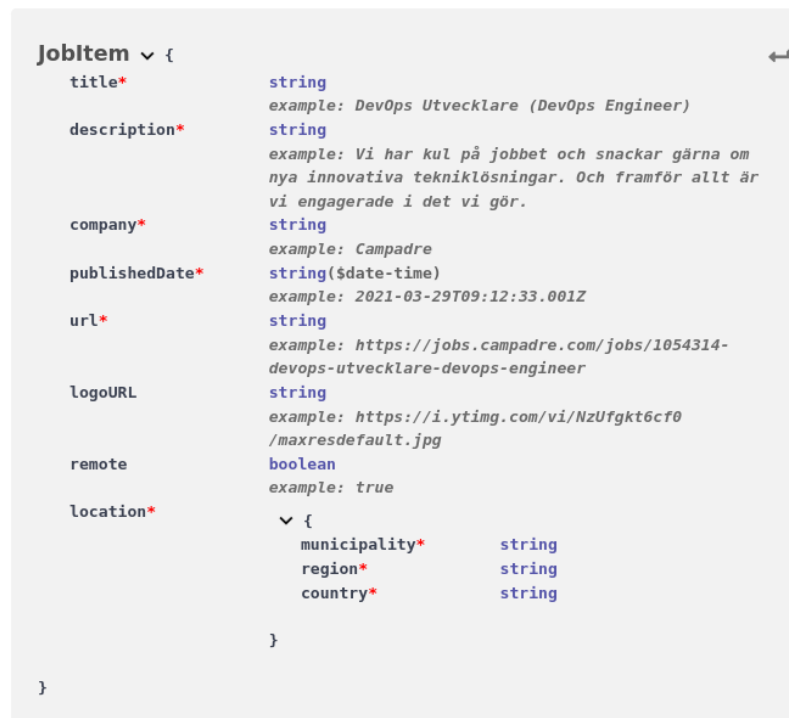 JobItem {
title* string
example: DevOps Utvecklare (DevOps Engineer)
description* string
example: Vi har kul på jobbet och snackar gärna om
nya innovativa tekniklösningar. Och framför allt är
vi engagerade i det vi gör.
company* string
example: Campadre
publishedDate* string($date-time)
example: 2021-03-29T09:12:33.001Z
url* string
example: https://jobs.campadre.com/jobs/1054314-
devops-utvecklare-devops-engineer
logoURL string
example: https://i.ytimg.com/vi/NzUfgkt6cf0
/maxresdefault.jpg
remote boolean
example: true
location* {
municipality* string
region* string
country* string
}
}